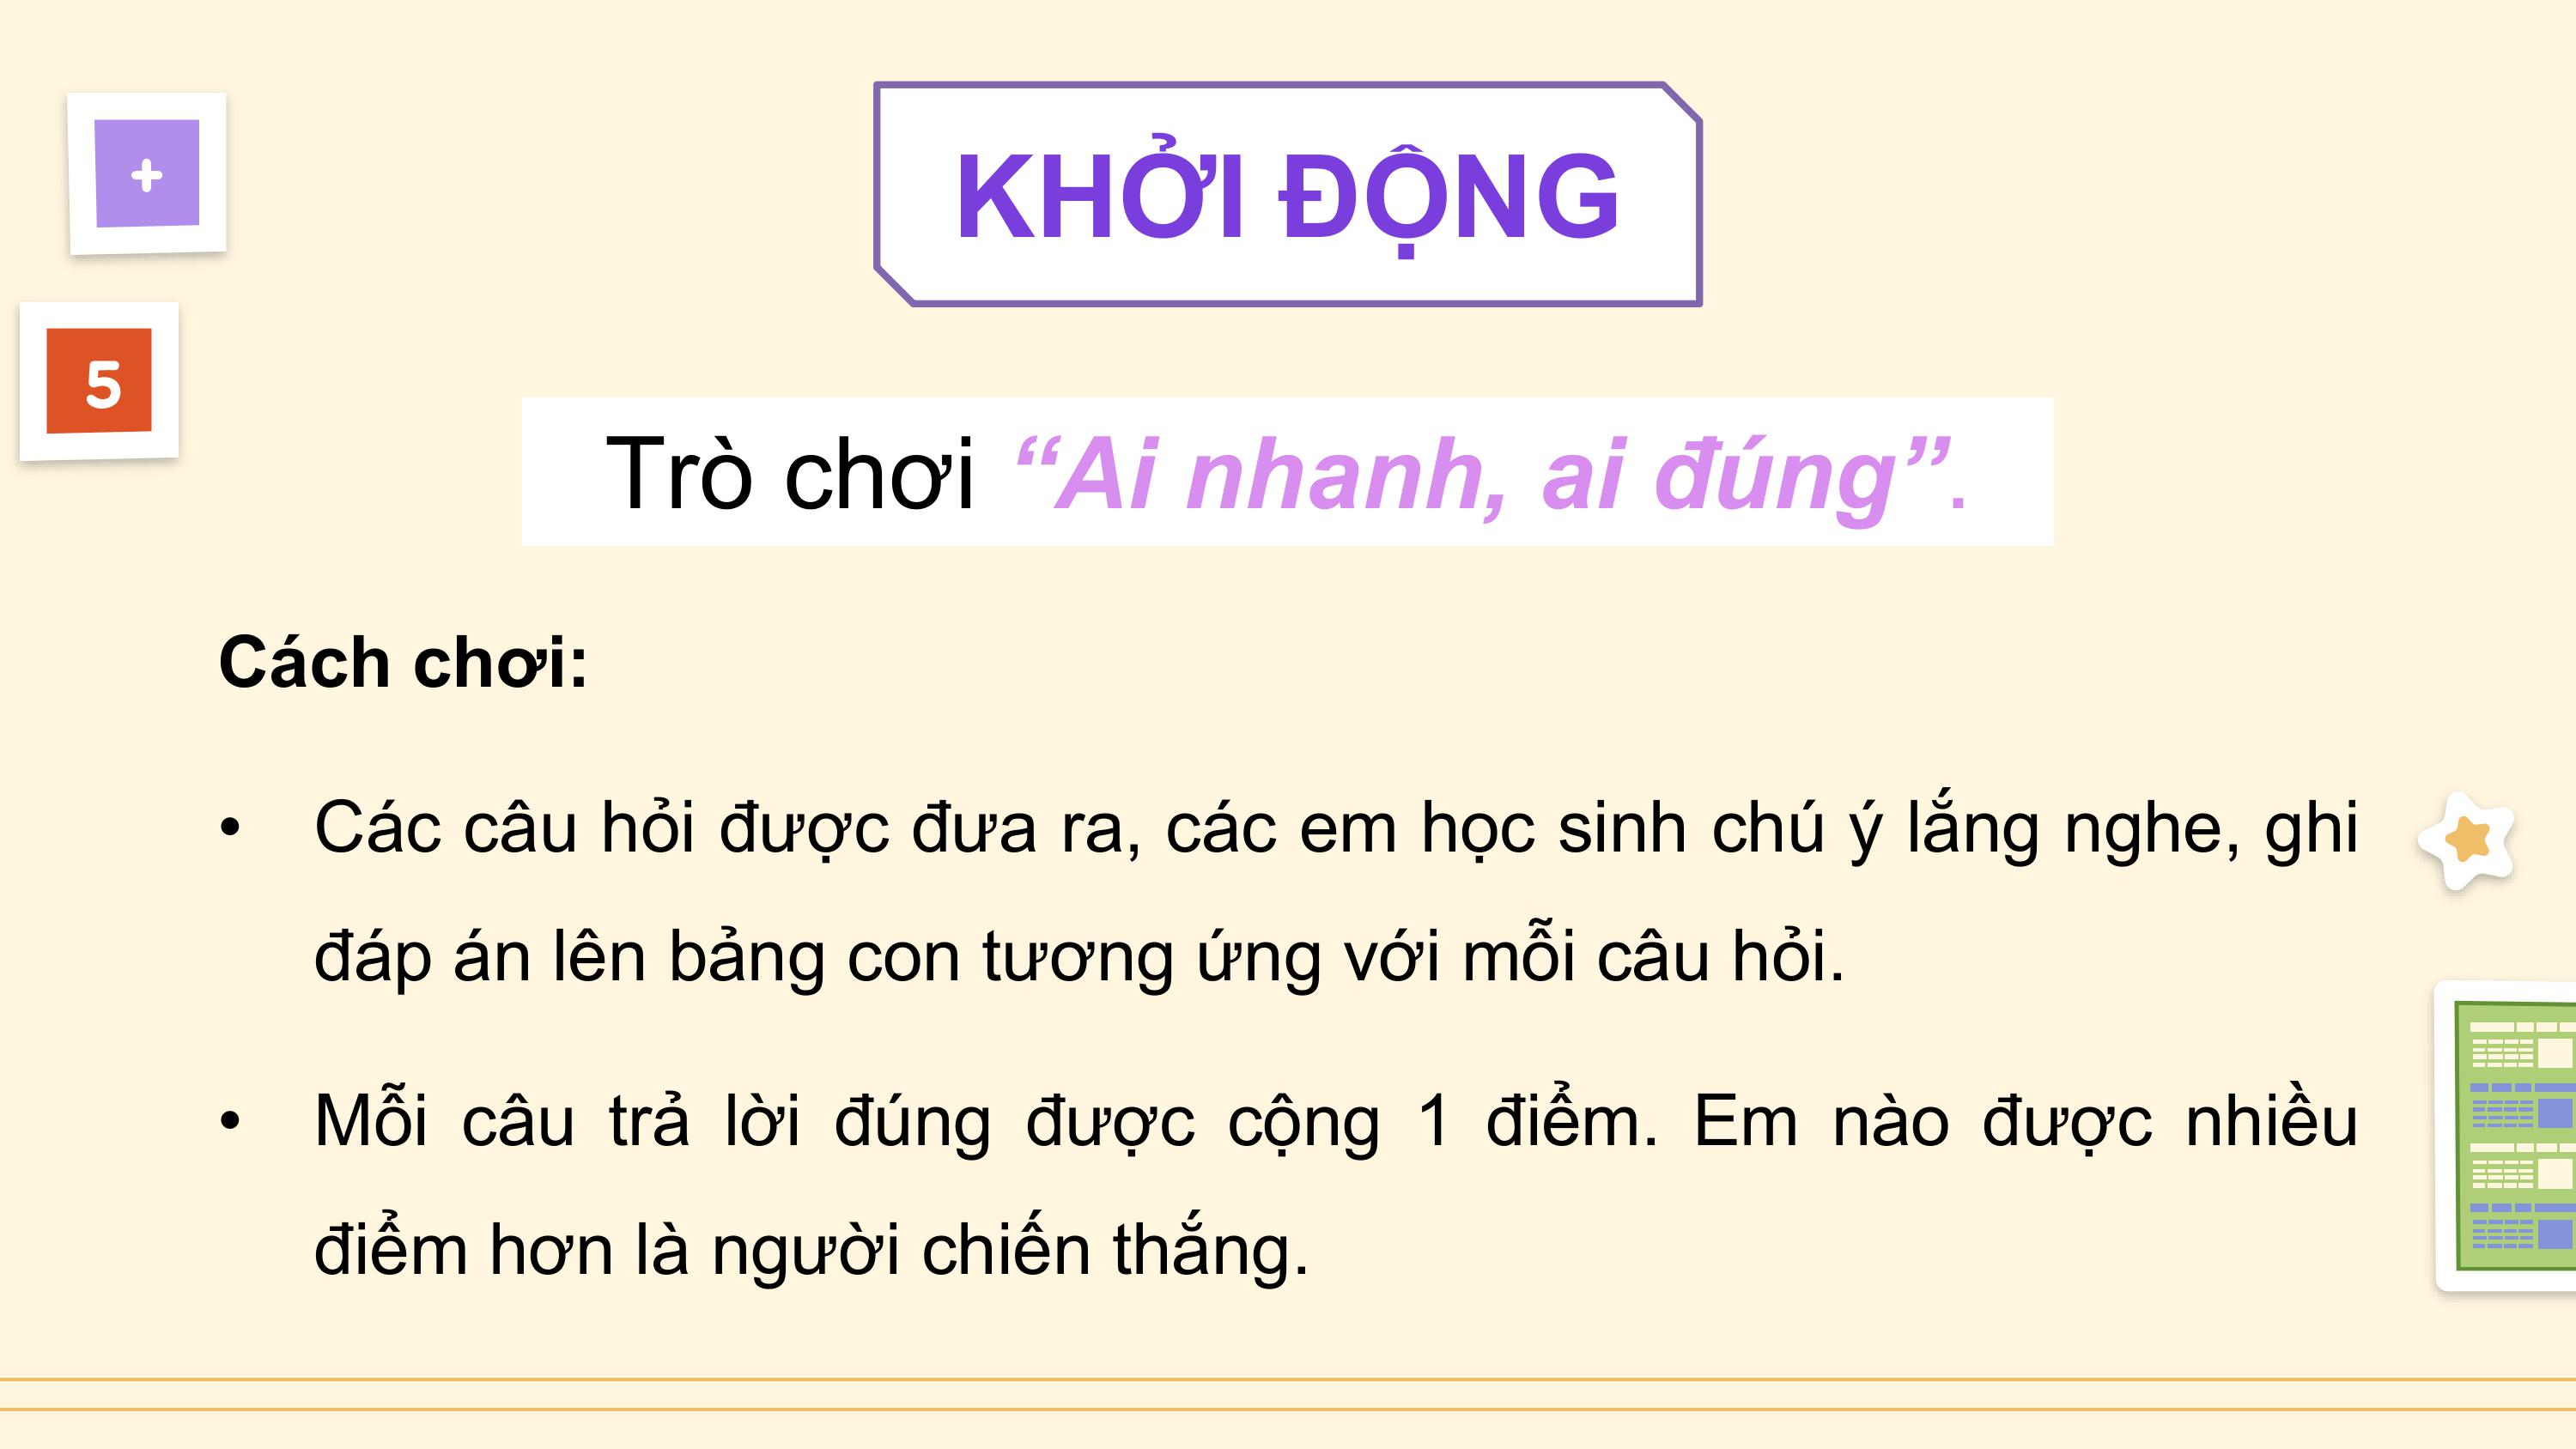 +
5
KHỞI ĐỘNG
Trò chơi “Ai nhanh, ai đúng”.
Cách chơi:
• Các câu hỏi được đưa ra, các em học sinh chú ý lắng nghe, ghi
đáp án lên bảng con tương ứng với mỗi câu hỏi.
• Mỗi câu trả lời đúng được cộng 1 điểm. Em nào được nhiều
điểm hơn là người chiến thắng.